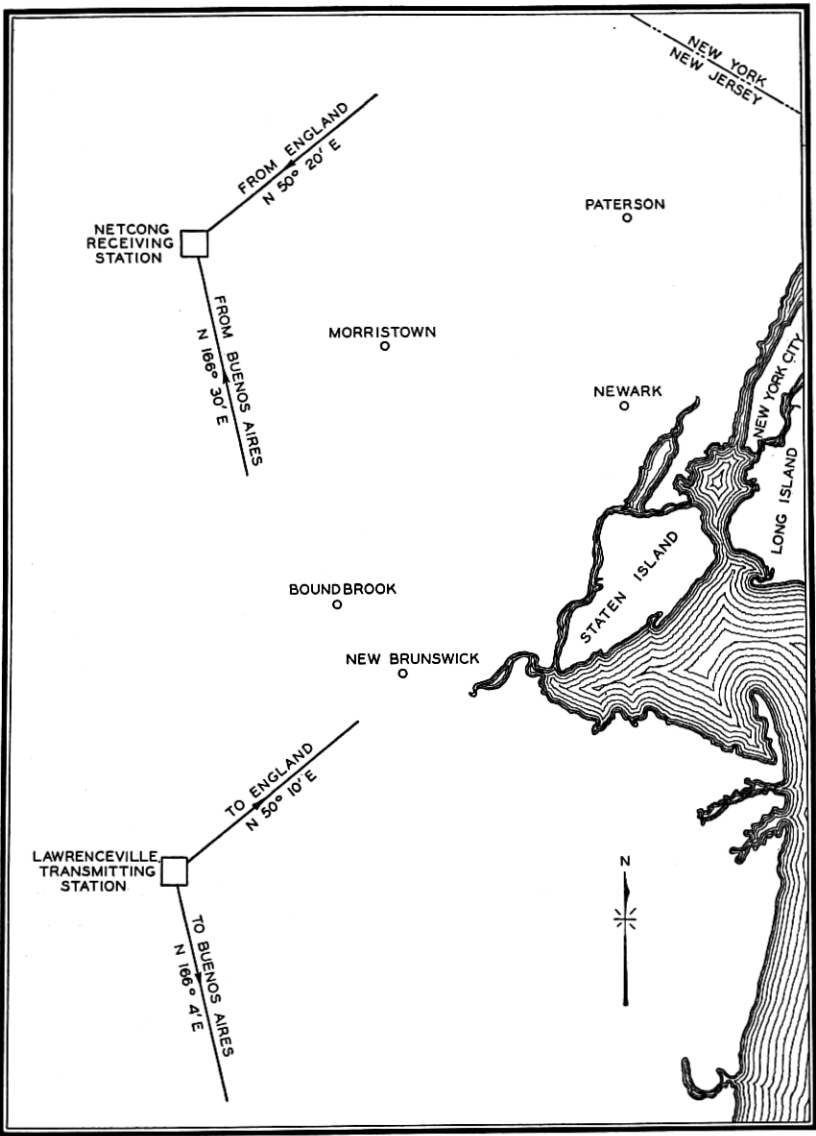 NEW YORK
NEW JERSEY
FROM ENGLAND
N 50° 20' E
NETCONG
RECEIVING
STATION
PATERSON
FROM BUENOS AIRES
N 166° 30' E
MORRISTOWN
NEWARK
NEW YORK CITY
LONG ISLAND
STATEN ISLAND
BOUND BROOK
NEW BRUNSWICK
TO ENGLAND
N 50° 10' E
LAWRENCEVILLE
TRANSMITTING
STATION
N
TO BUENOS AIRES
N 166° 4' E